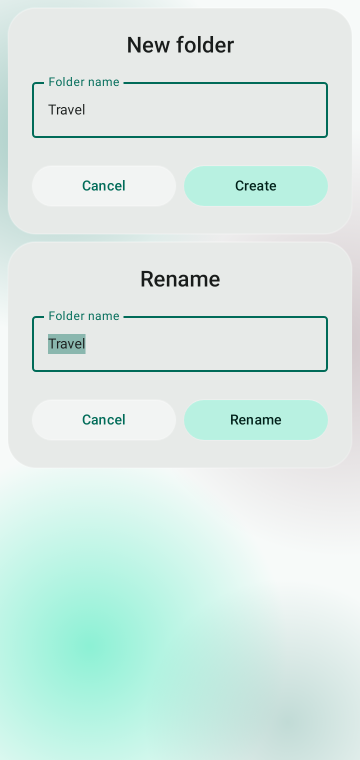 New folder
Folder name
Travel
Cancel
Create
Rename
Folder name
Travel
Cancel
Rename